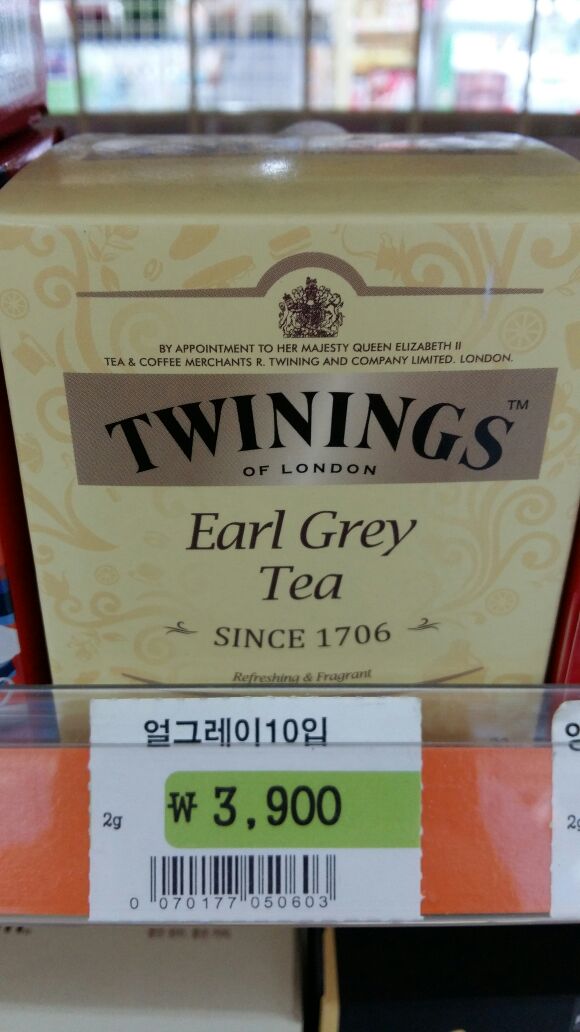 BY APPOINTMENT TO HER MAJESTY QUEEN ELIZABETH II
TEA & COFFEE MERCHANTS R. TWINING AND COMPANY LIMITED. LONDON.
TWININGS™
OF LONDON
Earl Grey
Tea
SINCE 1706
Refreshing & Fragrant
얼그레이10입
2g
₩ 3,900
0 070177 050603